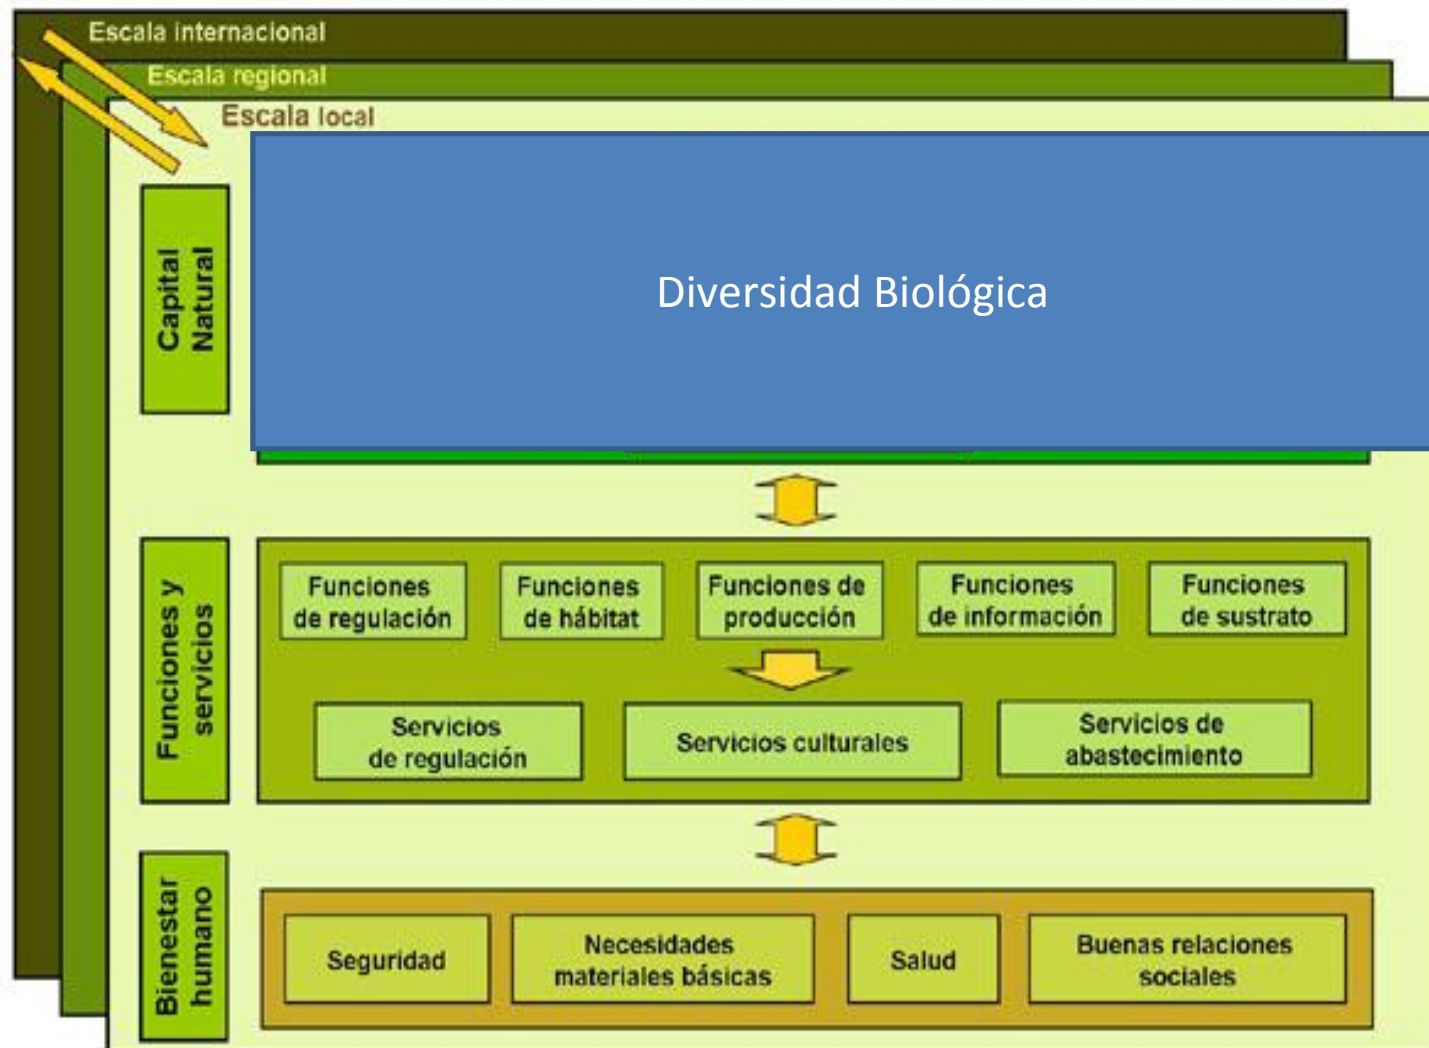 Escala internacional
Escala regional
Escala local
Capital
Natural
Diversidad Biológica
Funciones y
servicios
Funciones
de regulación
Funciones
de hábitat
Funciones de
producción
Funciones
de información
Funciones
de sustrato
Servicios
de regulación
Servicios culturales
Servicios de
abastecimiento
Bienestar
humano
Seguridad
Necesidades
materiales básicas
Salud
Buenas relaciones
sociales